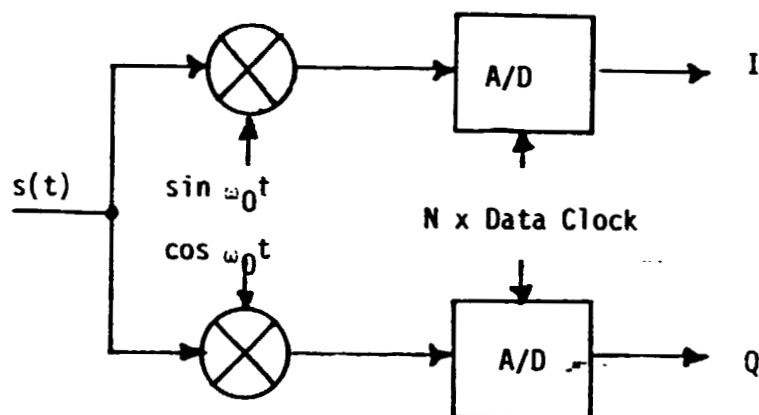 A/D
I
s(t)
sin ω₀t
N x Data Clock
cos ω₀t
A/D
Q